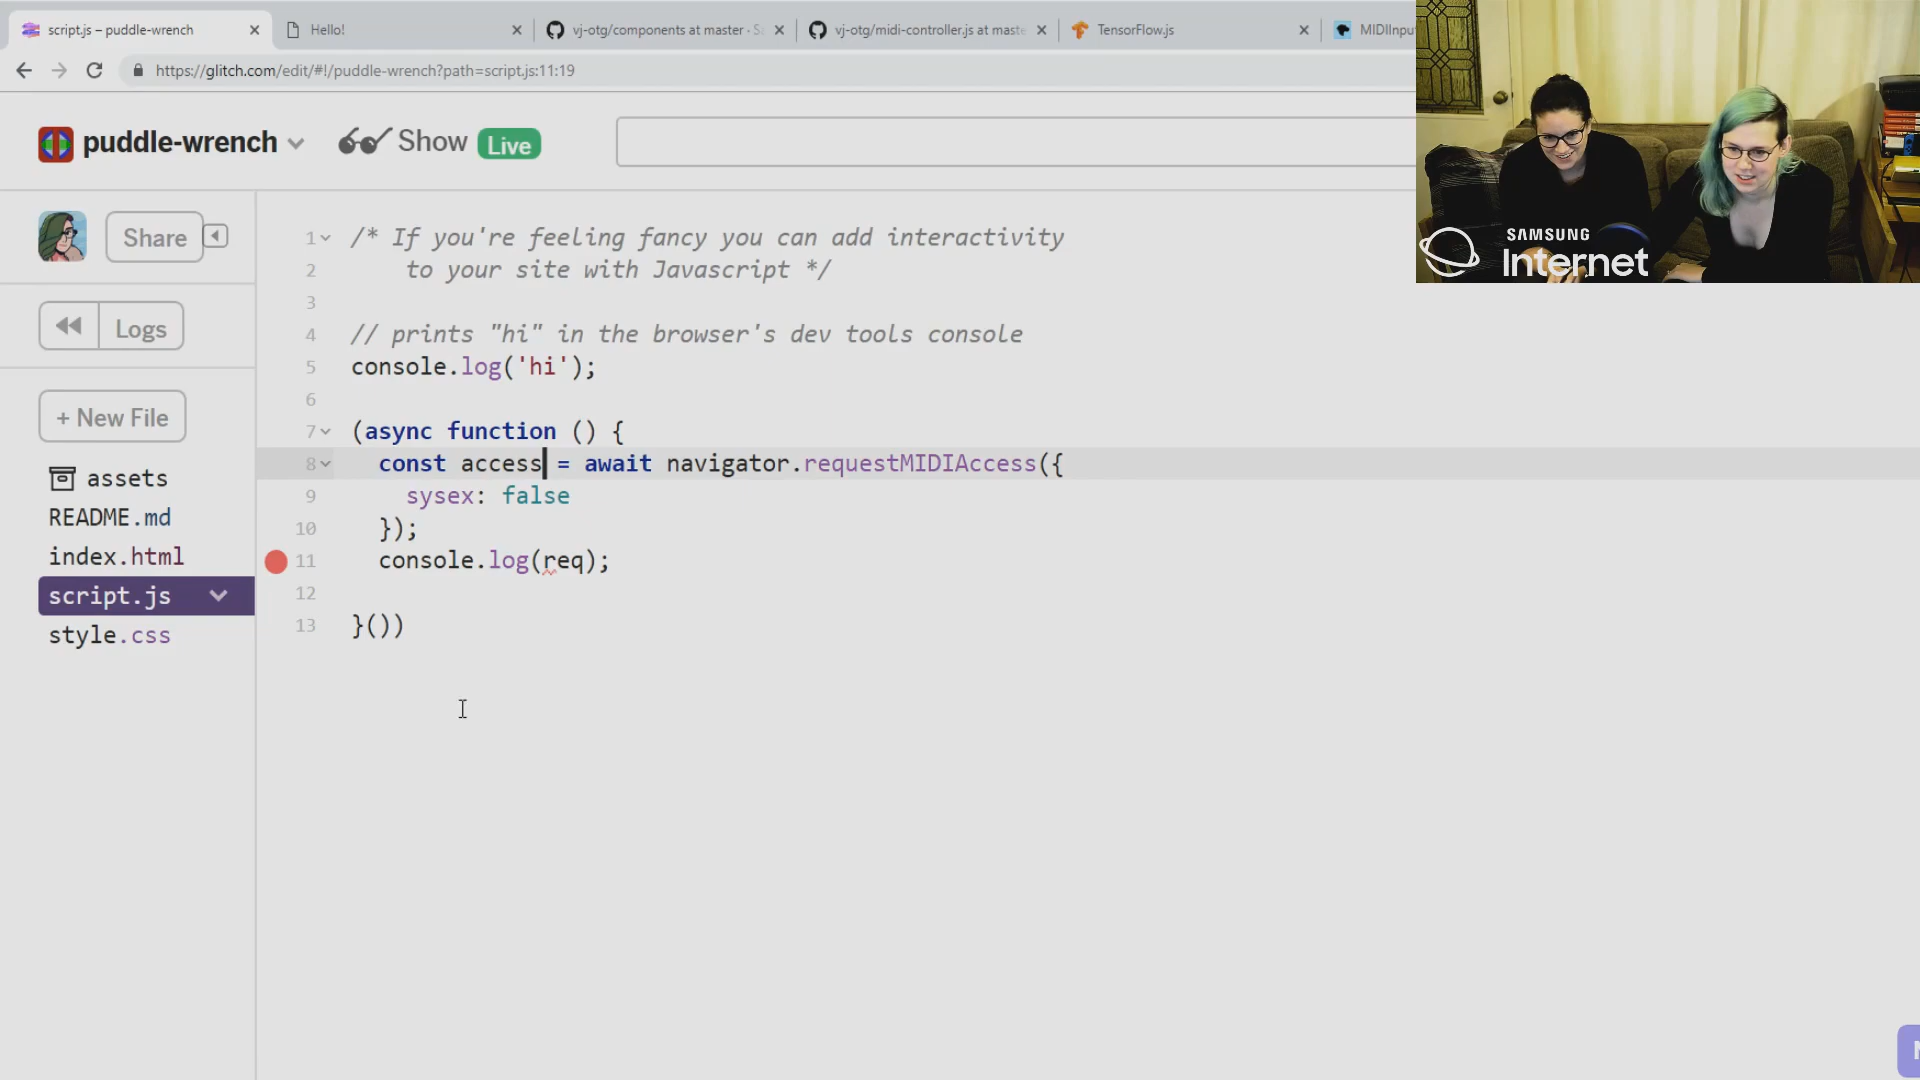 script.js – puddle-wrench
Hello!
vj-otg/components at master · S
vj-otg/midi-controller.js at maste
TensorFlow.js
MIDIInpu
https://glitch.com/edit/#!/puddle-wrench?path=script.js:11:19
puddle-wrench
Show
Live
Share
Logs
+ New File
assets
README.md
index.html
script.js
style.css
1 /* If you're feeling fancy you can add interactivity
2 to your site with Javascript */
3
4 // prints "hi" in the browser's dev tools console
5 console.log('hi');
6
7 (async function () {
8 const access = await navigator.requestMIDIAccess({
9 sysex: false
10 });
11 console.log(req);
12
13 }())
SAMSUNG
Internet